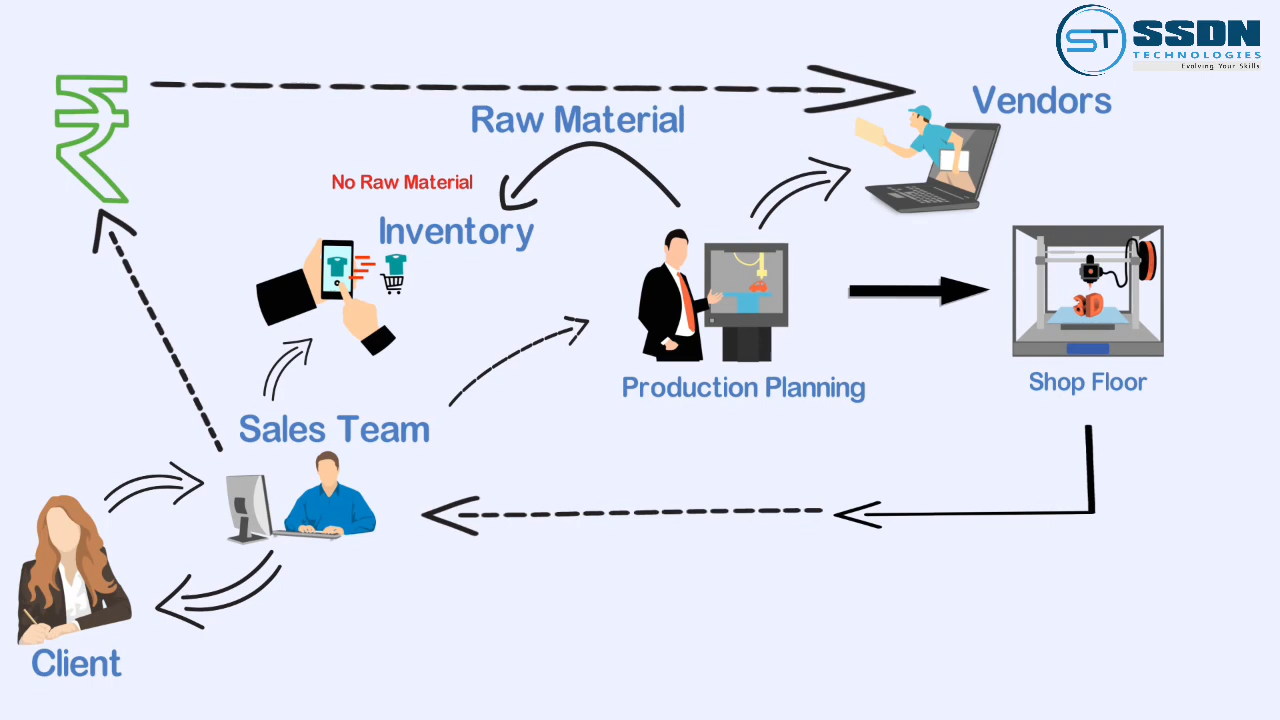 SSDN
TECHNOLOGIES
Evolving Your Skills
₹
Vendors
Raw Material
No Raw Material
Inventory
3D
Production Planning
Shop Floor
Sales Team
Client